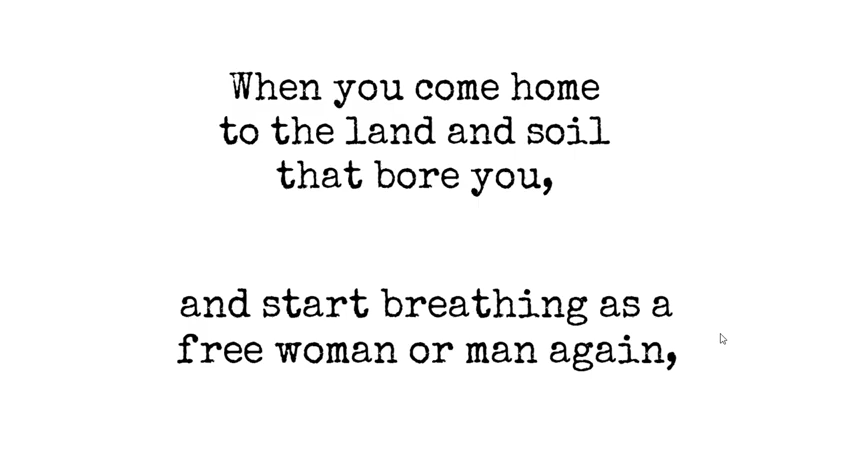 When you come home
to the land and soil
that bore you,
and start breathing as a
free woman or man again,